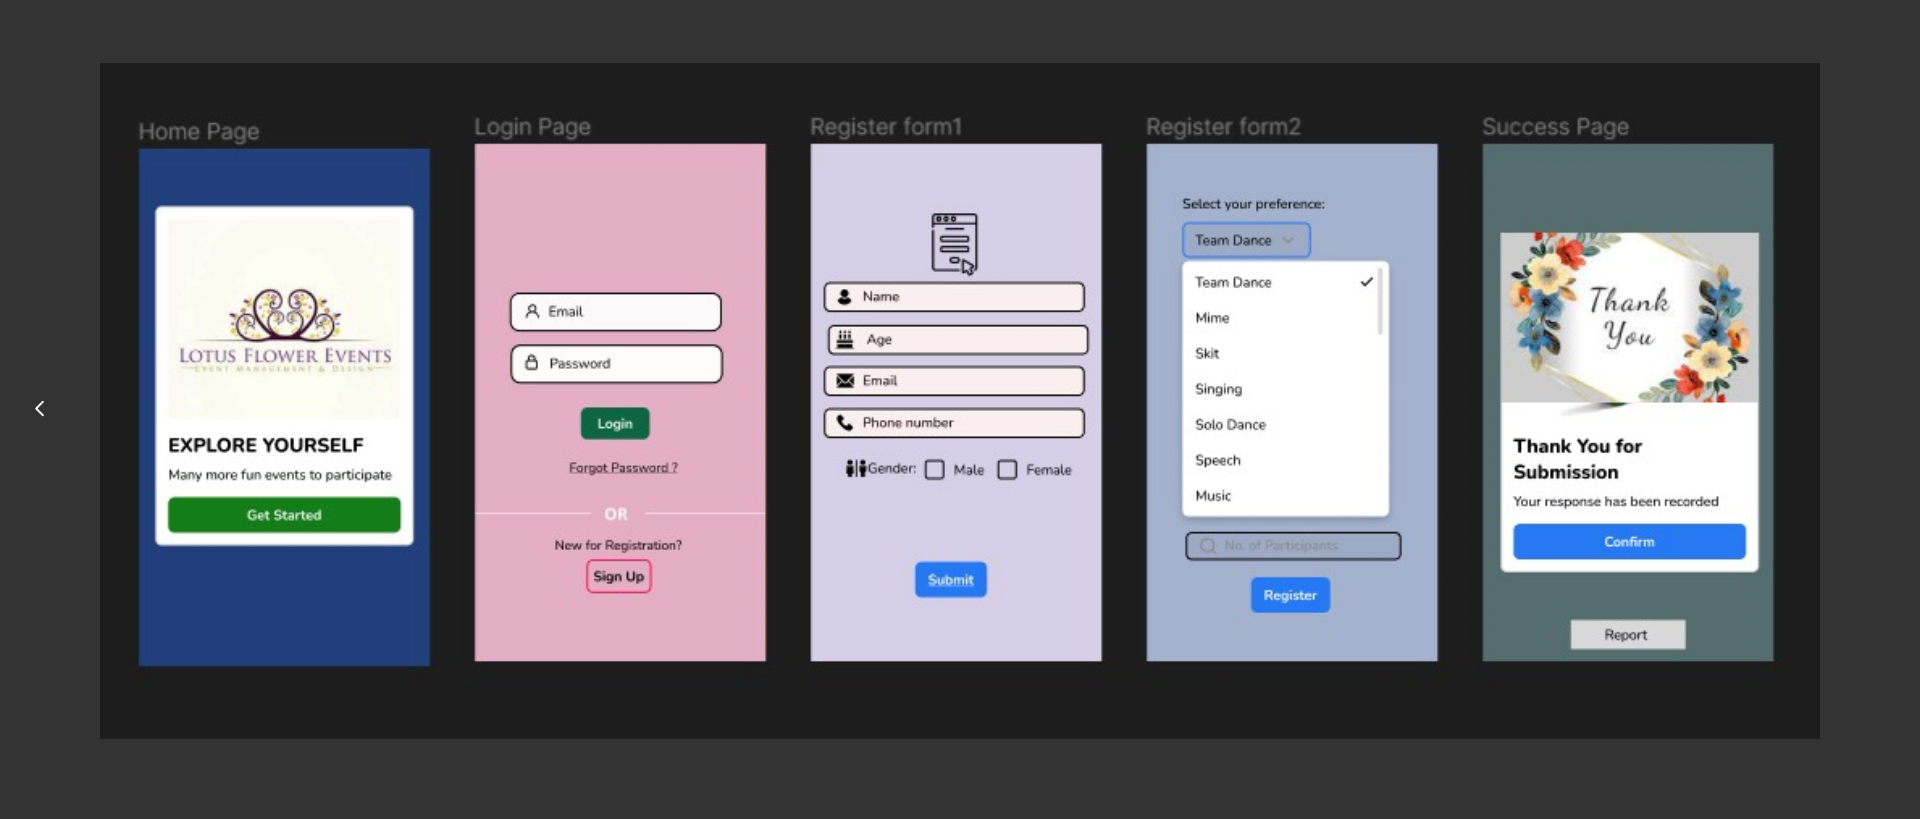 Home Page
LOTUS FLOWER EVENTS
EVENT MANAGEMENT & DESIGN
EXPLORE YOURSELF
Many more fun events to participate
Get Started
Login Page
Email
Password
Login
Forgot Password ?
OR
New for Registration?
Sign Up
Register form1
Name
Age
Email
Phone number
Gender: Male Female
Submit
Register form2
Select your preference:
Team Dance
Team Dance
Mime
Skit
Singing
Solo Dance
Speech
Music
No. of Participants
Register
Success Page
Thank
You
Thank You for
Submission
Your response has been recorded
Confirm
Report